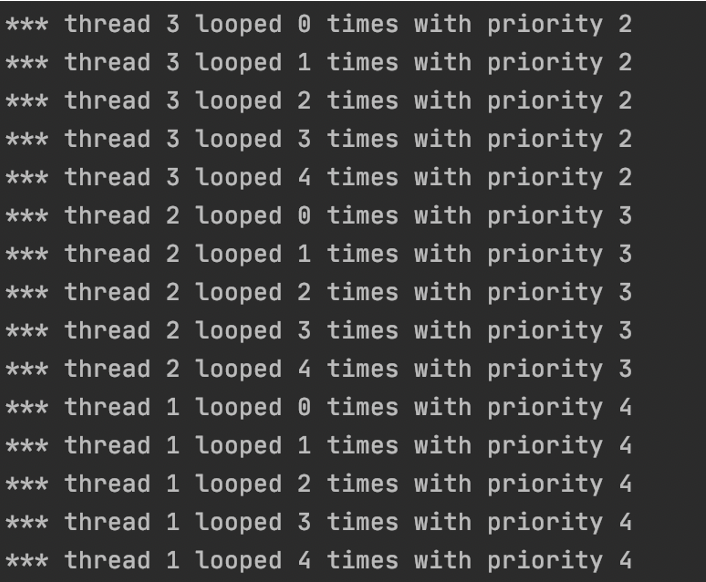 *** thread 3 looped 0 times with priority 2
*** thread 3 looped 1 times with priority 2
*** thread 3 looped 2 times with priority 2
*** thread 3 looped 3 times with priority 2
*** thread 3 looped 4 times with priority 2
*** thread 2 looped 0 times with priority 3
*** thread 2 looped 1 times with priority 3
*** thread 2 looped 2 times with priority 3
*** thread 2 looped 3 times with priority 3
*** thread 2 looped 4 times with priority 3
*** thread 1 looped 0 times with priority 4
*** thread 1 looped 1 times with priority 4
*** thread 1 looped 2 times with priority 4
*** thread 1 looped 3 times with priority 4
*** thread 1 looped 4 times with priority 4